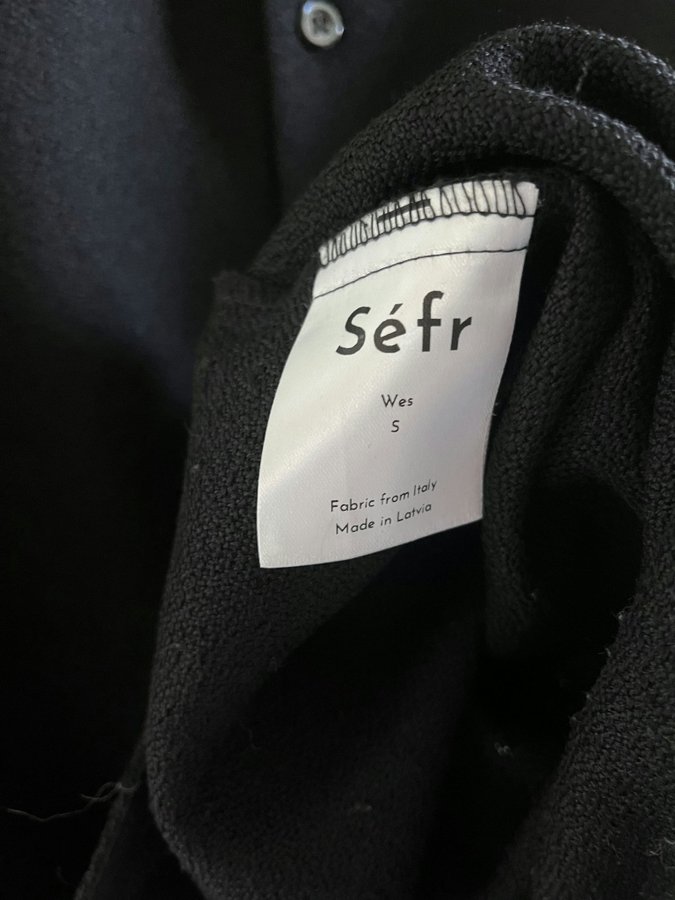 Séfr
Wes
S
Fabric from Italy
Made in Latvia